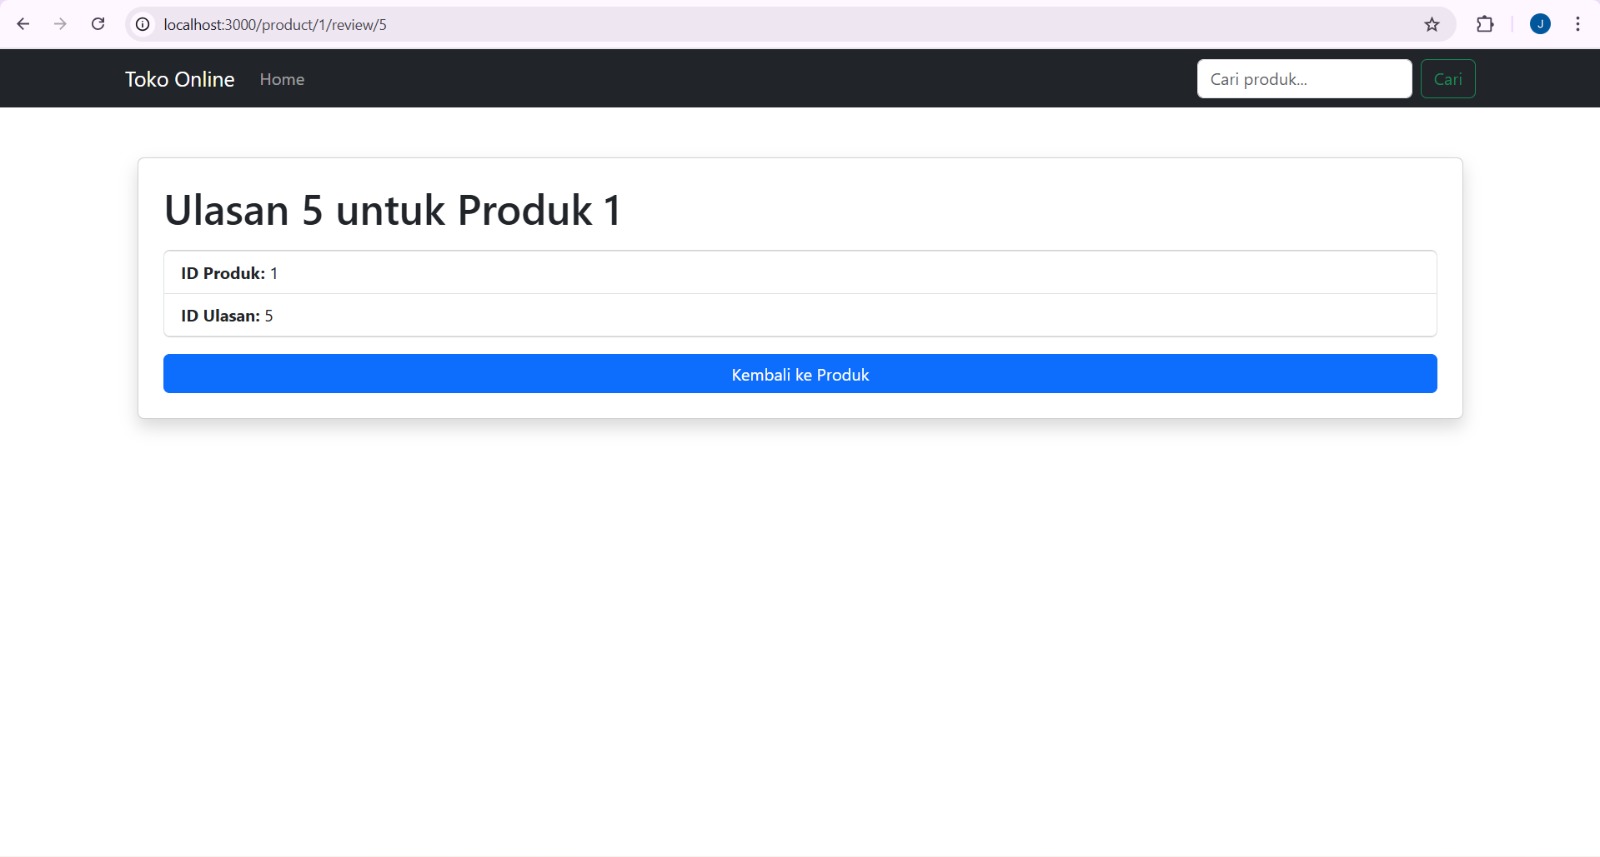 localhost:3000/product/1/review/5
J
Toko Online Home Cari produk... Cari
Ulasan 5 untuk Produk 1
ID Produk: 1
ID Ulasan: 5
Kembali ke Produk